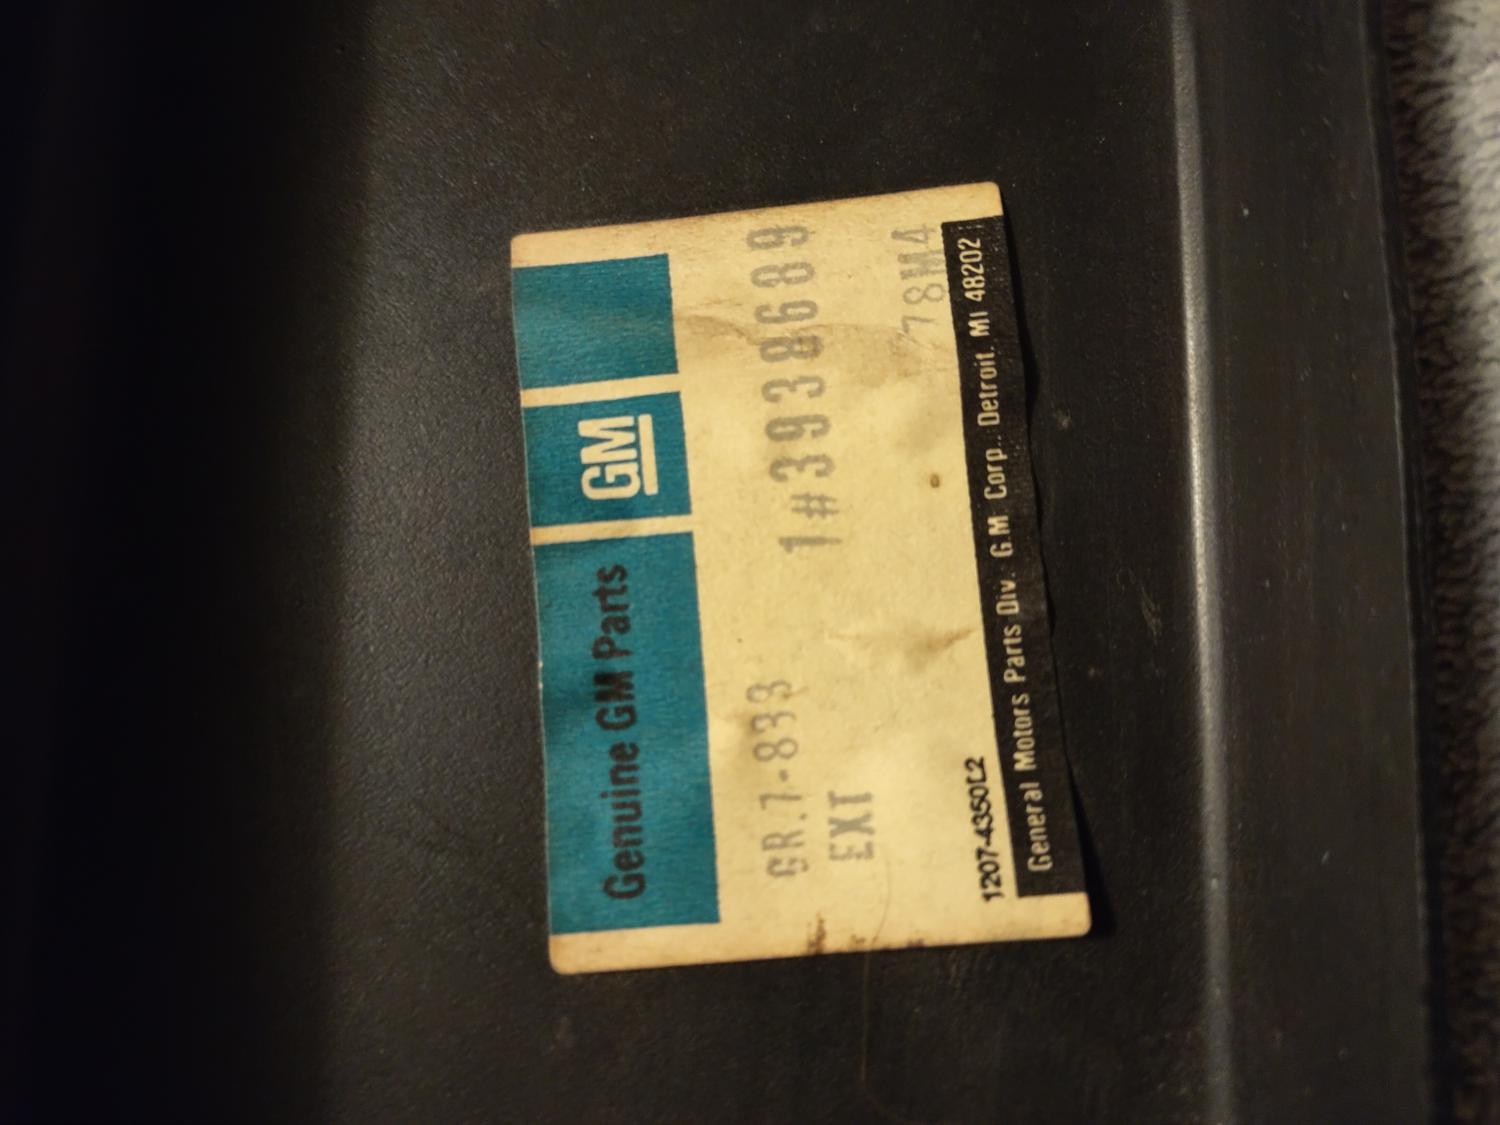 Genuine GM Parts GM
GR.7-833 1#3938689
EXT
78M4
1207-4350L2
General Motors Parts Div. G.M. Corp., Detroit, MI 48202